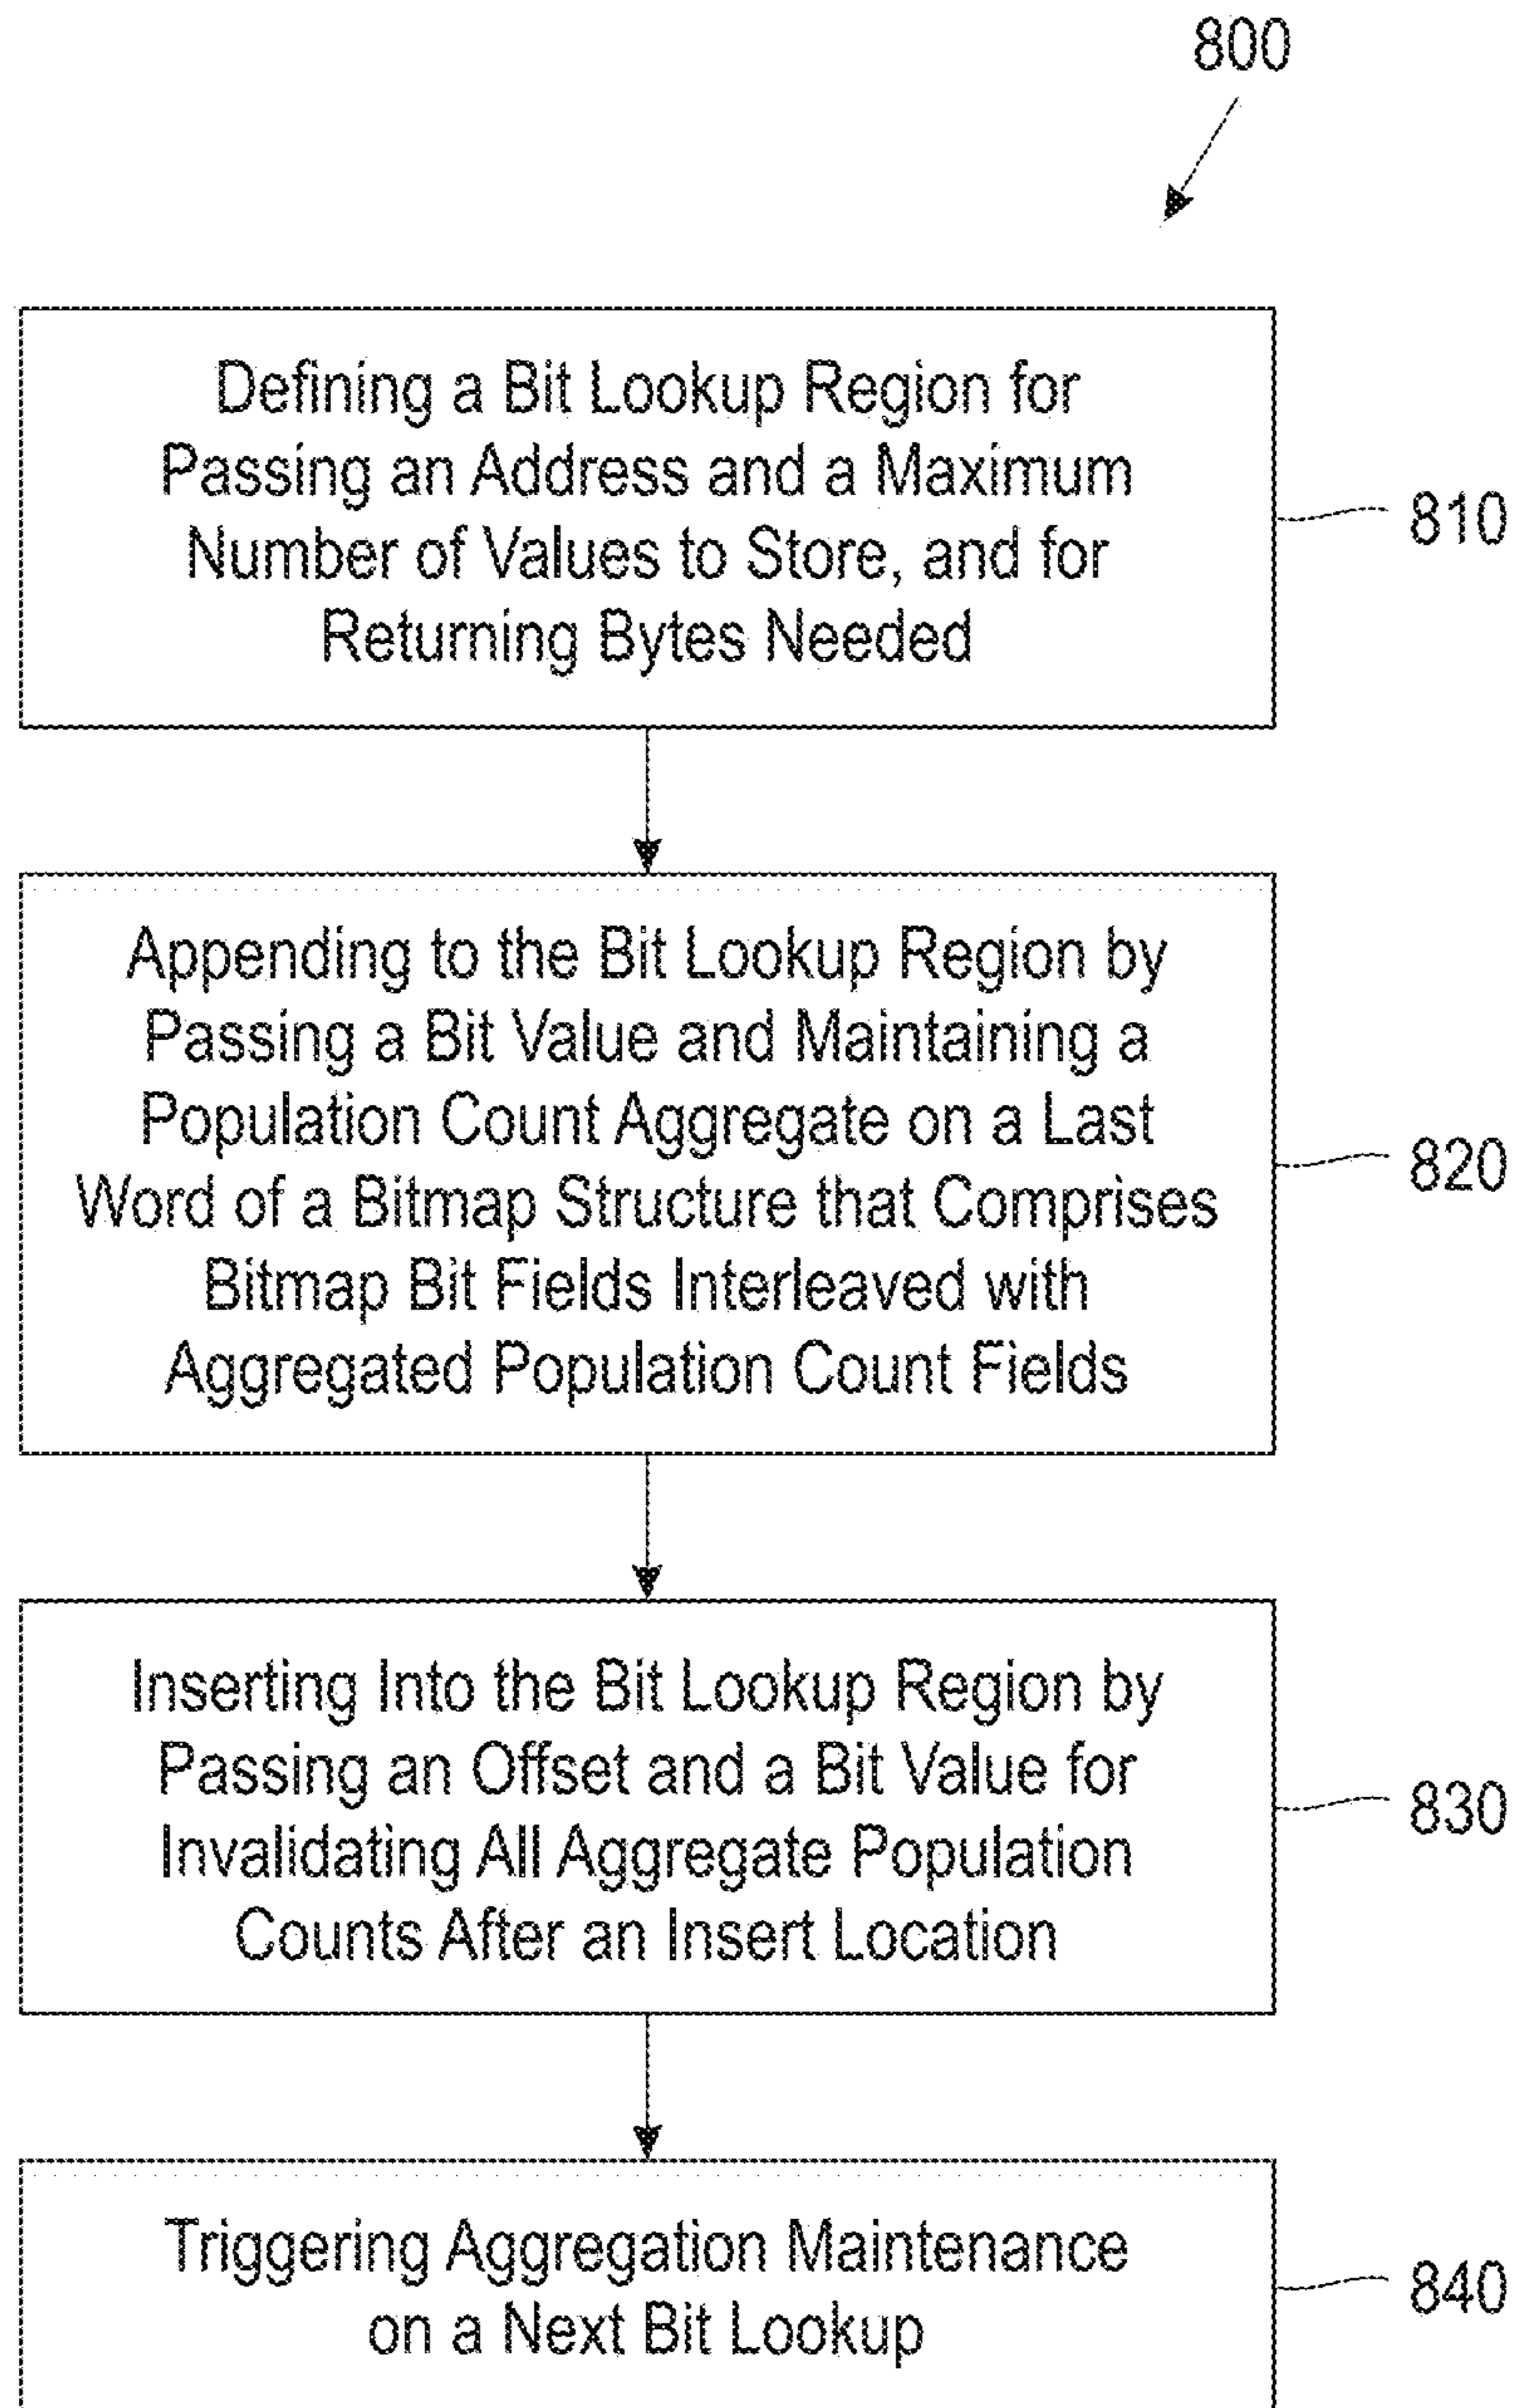 800
Defining a Bit Lookup Region for
Passing an Address and a Maximum
Number of Values to Store, and for
Returning Bytes Needed
810
Appending to the Bit Lookup Region by
Passing a Bit Value and Maintaining a
Population Count Aggregate on a Last
Word of a Bitmap Structure that Comprises
Bitmap Bit Fields Interleaved with
Aggregated Population Count Fields
820
Inserting Into the Bit Lookup Region by
Passing an Offset and a Bit Value for
Invalidating All Aggregate Population
Counts After an Insert Location
830
Triggering Aggregation Maintenance
on a Next Bit Lookup
840